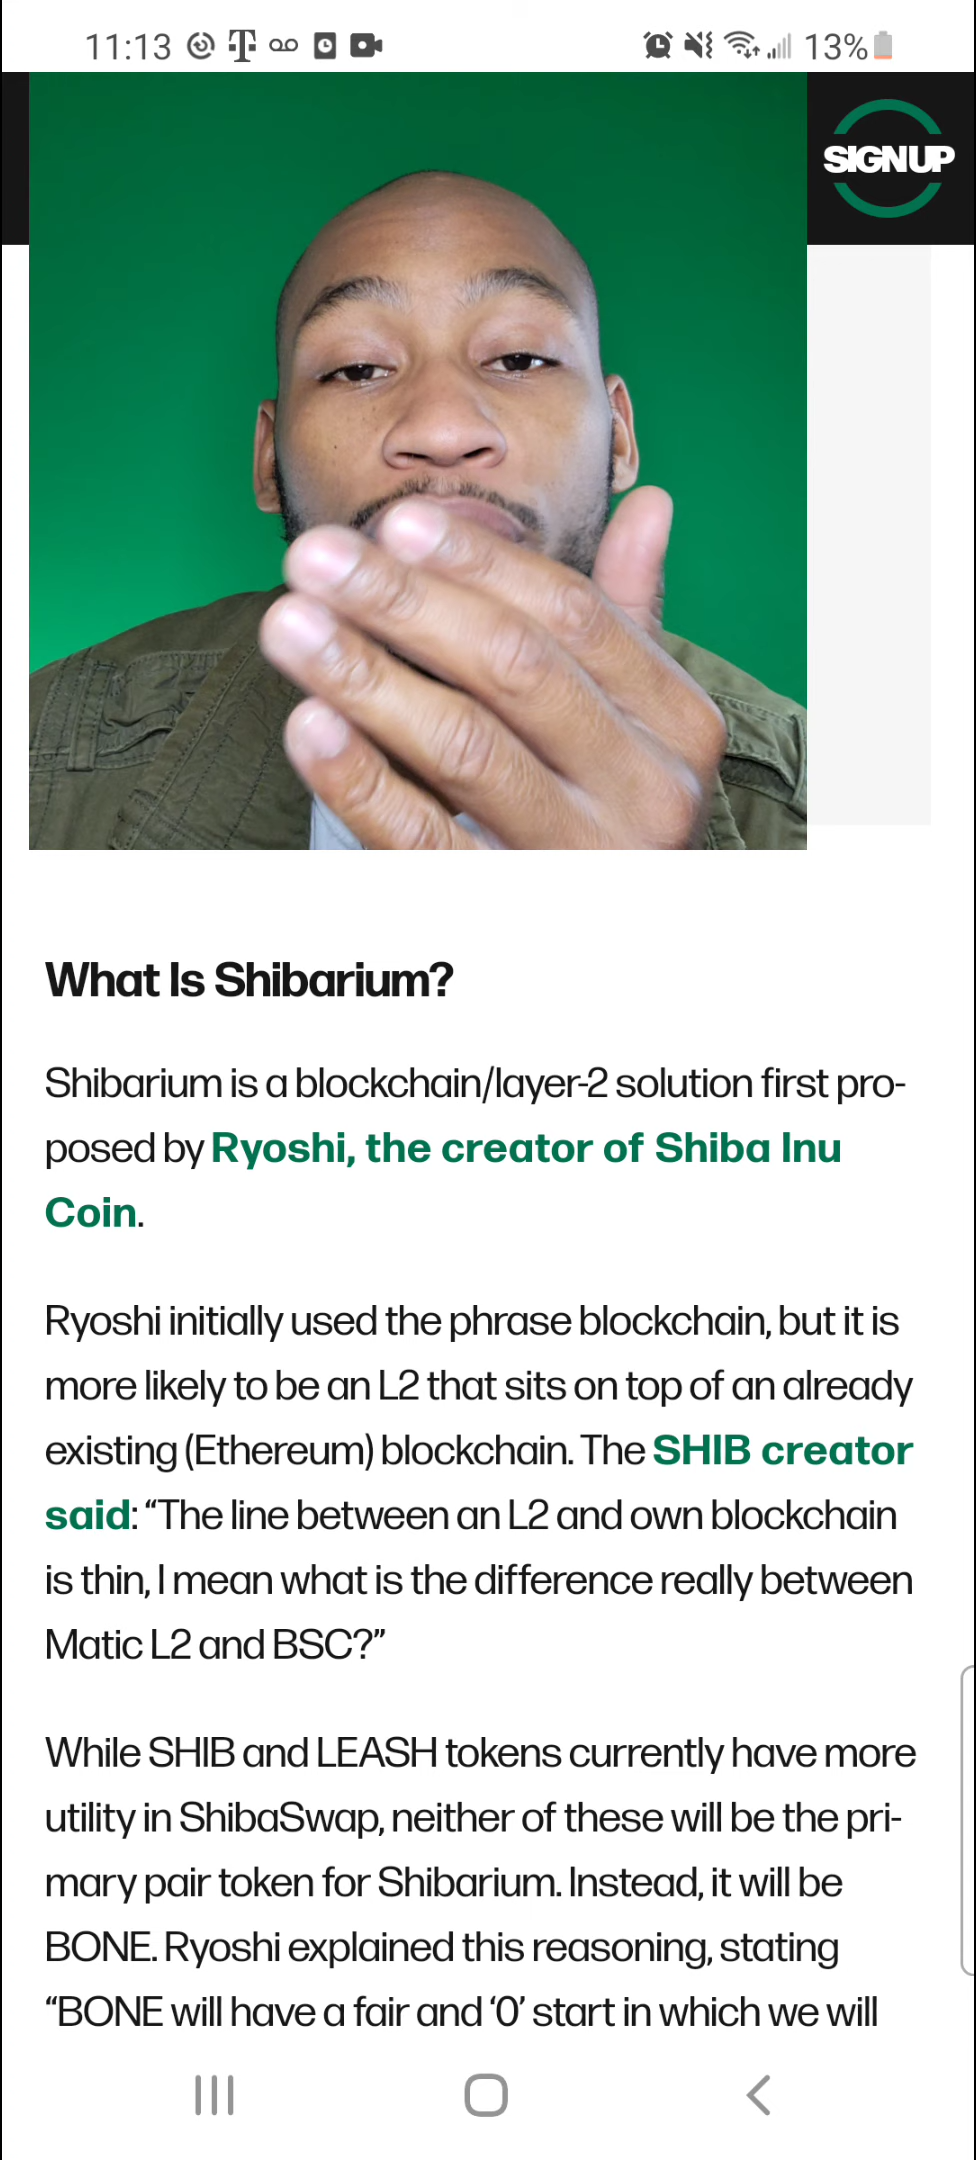 11:13
13%
SIGNUP
What Is Shibarium?
Shibarium is a blockchain/layer-2 solution first pro-
posed by Ryoshi, the creator of Shiba Inu
Coin.
Ryoshi initially used the phrase blockchain, but it is
more likely to be an L2 that sits on top of an already
existing (Ethereum) blockchain. The SHIB creator
said: “The line between an L2 and own blockchain
is thin, I mean what is the difference really between
Matic L2 and BSC?”
While SHIB and LEASH tokens currently have more
utility in ShibaSwap, neither of these will be the pri-
mary pair token for Shibarium. Instead, it will be
BONE. Ryoshi explained this reasoning, stating
“BONE will have a fair and ‘0’ start in which we will